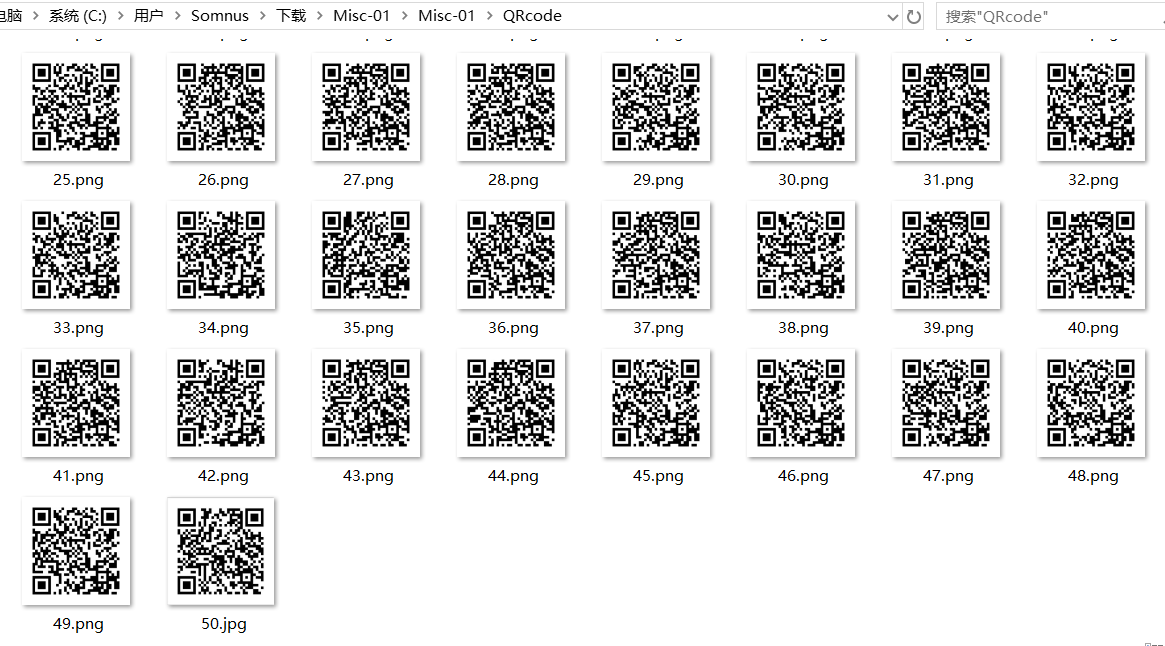 电脑 > 系统 (C:) > 用户 > Somnus > 下载 > Misc-01 > Misc-01 > QRcode 搜索"QRcode"
25.png 26.png 27.png 28.png 29.png 30.png 31.png 32.png
33.png 34.png 35.png 36.png 37.png 38.png 39.png 40.png
41.png 42.png 43.png 44.png 45.png 46.png 47.png 48.png
49.png 50.jpg